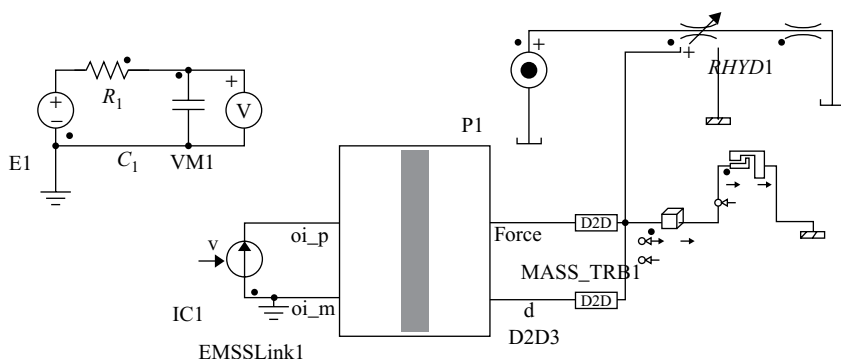 R1
C1
E1
V
VM1
P1
RHYD1
v
oi_p
oi_m
IC1
EMSSLink1
Force
D2D
MASS_TRB1
D2D
d
D2D3